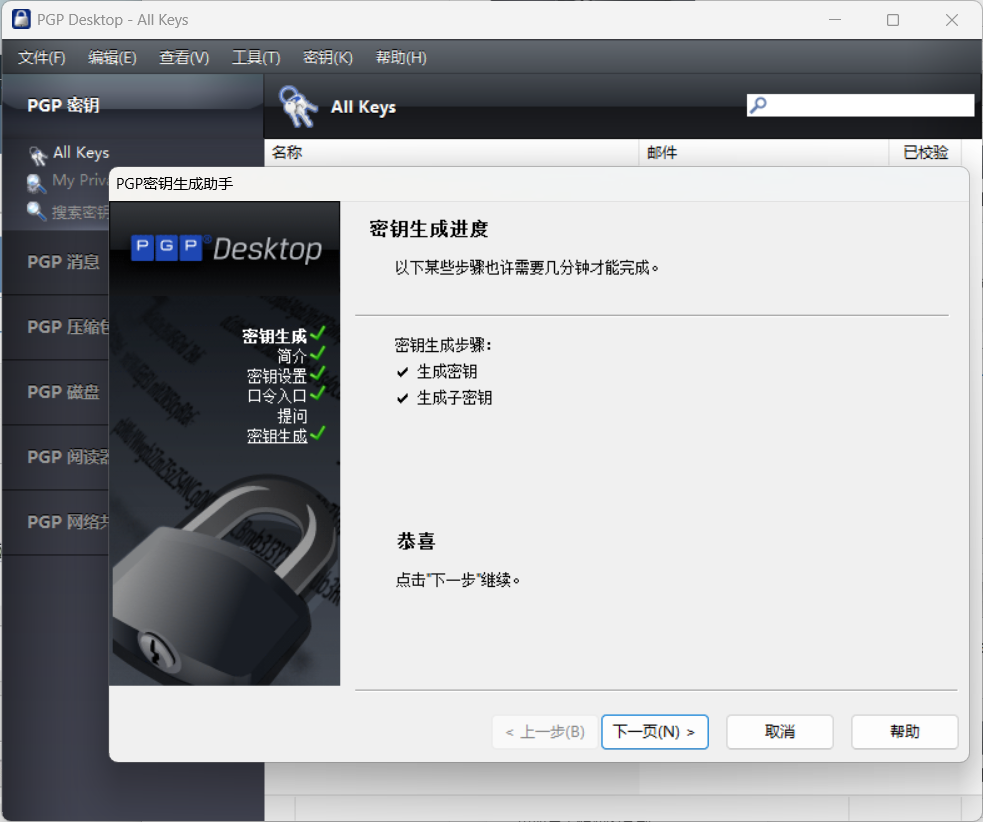 PGP Desktop - All Keys
文件(F) 编辑(E) 查看(V) 工具(T) 密钥(K) 帮助(H)
PGP 密钥
All Keys
名称 邮件 已校验
All Keys
My Priv
搜索密钥
PGP 消息
PGP 压缩包
PGP 磁盘
PGP 阅读器
PGP 网络共
PGP密钥生成助手
PGP® Desktop
密钥生成
简介
密钥设置
口令入口
提问
密钥生成
密钥生成进度
以下某些步骤也许需要几分钟才能完成。
密钥生成步骤:
生成密钥
生成子密钥
恭喜
点击"下一步"继续。
< 上一步(B) 下一页(N) > 取消 帮助